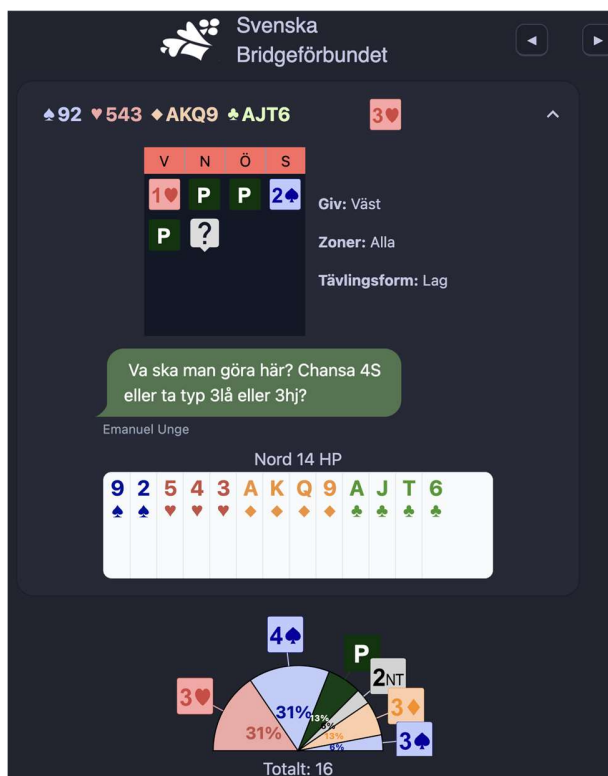 Svenska
Bridgeförbundet
◄ ►
♠92 ♥543 ♦AKQ9 ♣AJT6 3♥
V N Ö S
1♥ P P 2♠
P ?
Giv: Väst
Zoner: Alla
Tävlingsform: Lag
Va ska man göra här? Chansa 4S
eller ta typ 3lå eller 3hj?
Emanuel Unge
Nord 14 HP
9 2 5 4 3 A K Q 9 A J T 6
♠ ♠ ♥ ♥ ♥ ♦ ♦ ♦ ♦ ♣ ♣ ♣ ♣
4♠
P
2NT
3♥
3♦
3♠
31%
31%
13%
13%
6%
Totalt: 16